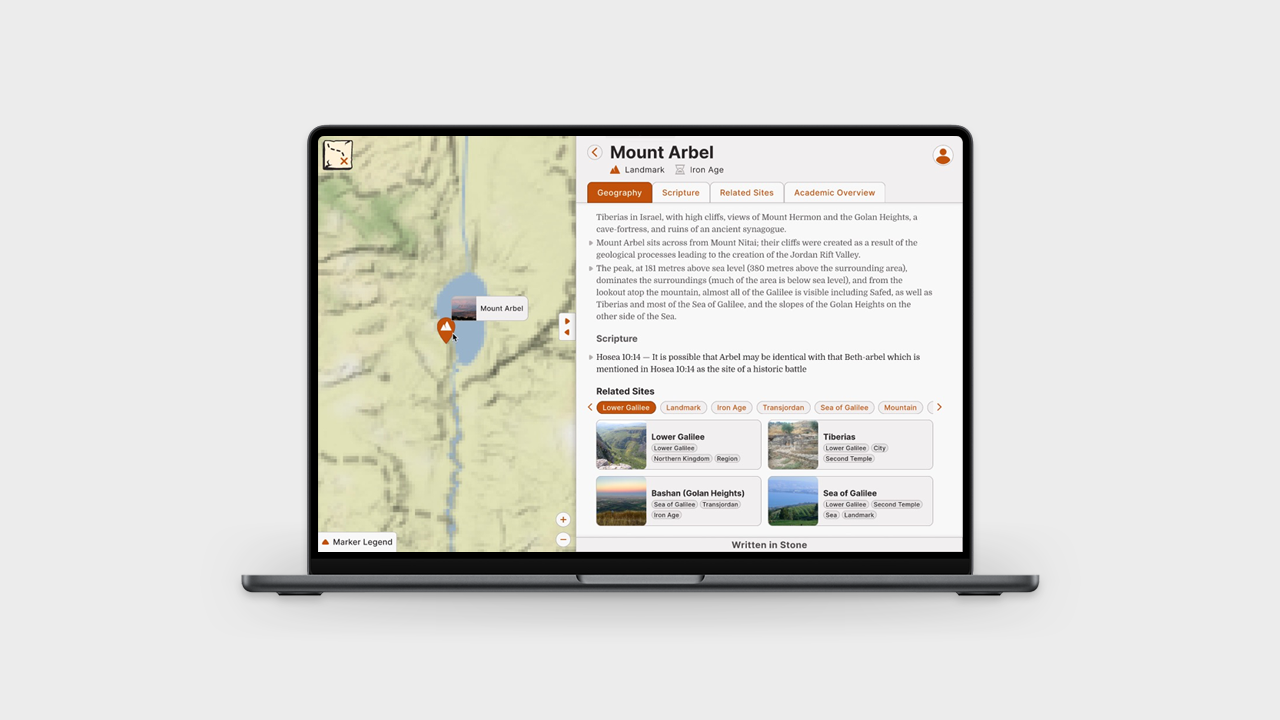 Mount Arbel
Landmark Iron Age
Geography Scripture Related Sites Academic Overview
Tiberias in Israel, with high cliffs, views of Mount Hermon and the Golan Heights, a
cave-fortress, and ruins of an ancient synagogue.
Mount Arbel sits across from Mount Nitai; their cliffs were created as a result of the
geological processes leading to the creation of the Jordan Rift Valley.
The peak, at 181 metres above sea level (380 metres above the surrounding area),
dominates the surroundings (much of the area is below sea level), and from the
lookout atop the mountain, almost all of the Galilee is visible including Safed, as well as
Tiberias and most of the Sea of Galilee, and the slopes of the Golan Heights on the
other side of the Sea.
Scripture
Hosea 10:14 — It is possible that Arbel may be identical with that Beth-arbel which is
mentioned in Hosea 10:14 as the site of a historic battle
Related Sites
Lower Galilee Landmark Iron Age Transjordan Sea of Galilee Mountain
Lower Galilee
Lower Galilee
Northern Kingdom Region
Tiberias
Lower Galilee City
Second Temple
Bashan (Golan Heights)
Sea of Galilee Transjordan
Iron Age
Sea of Galilee
Lower Galilee Second Temple
Sea Landmark
Written in Stone
Mount Arbel
Marker Legend